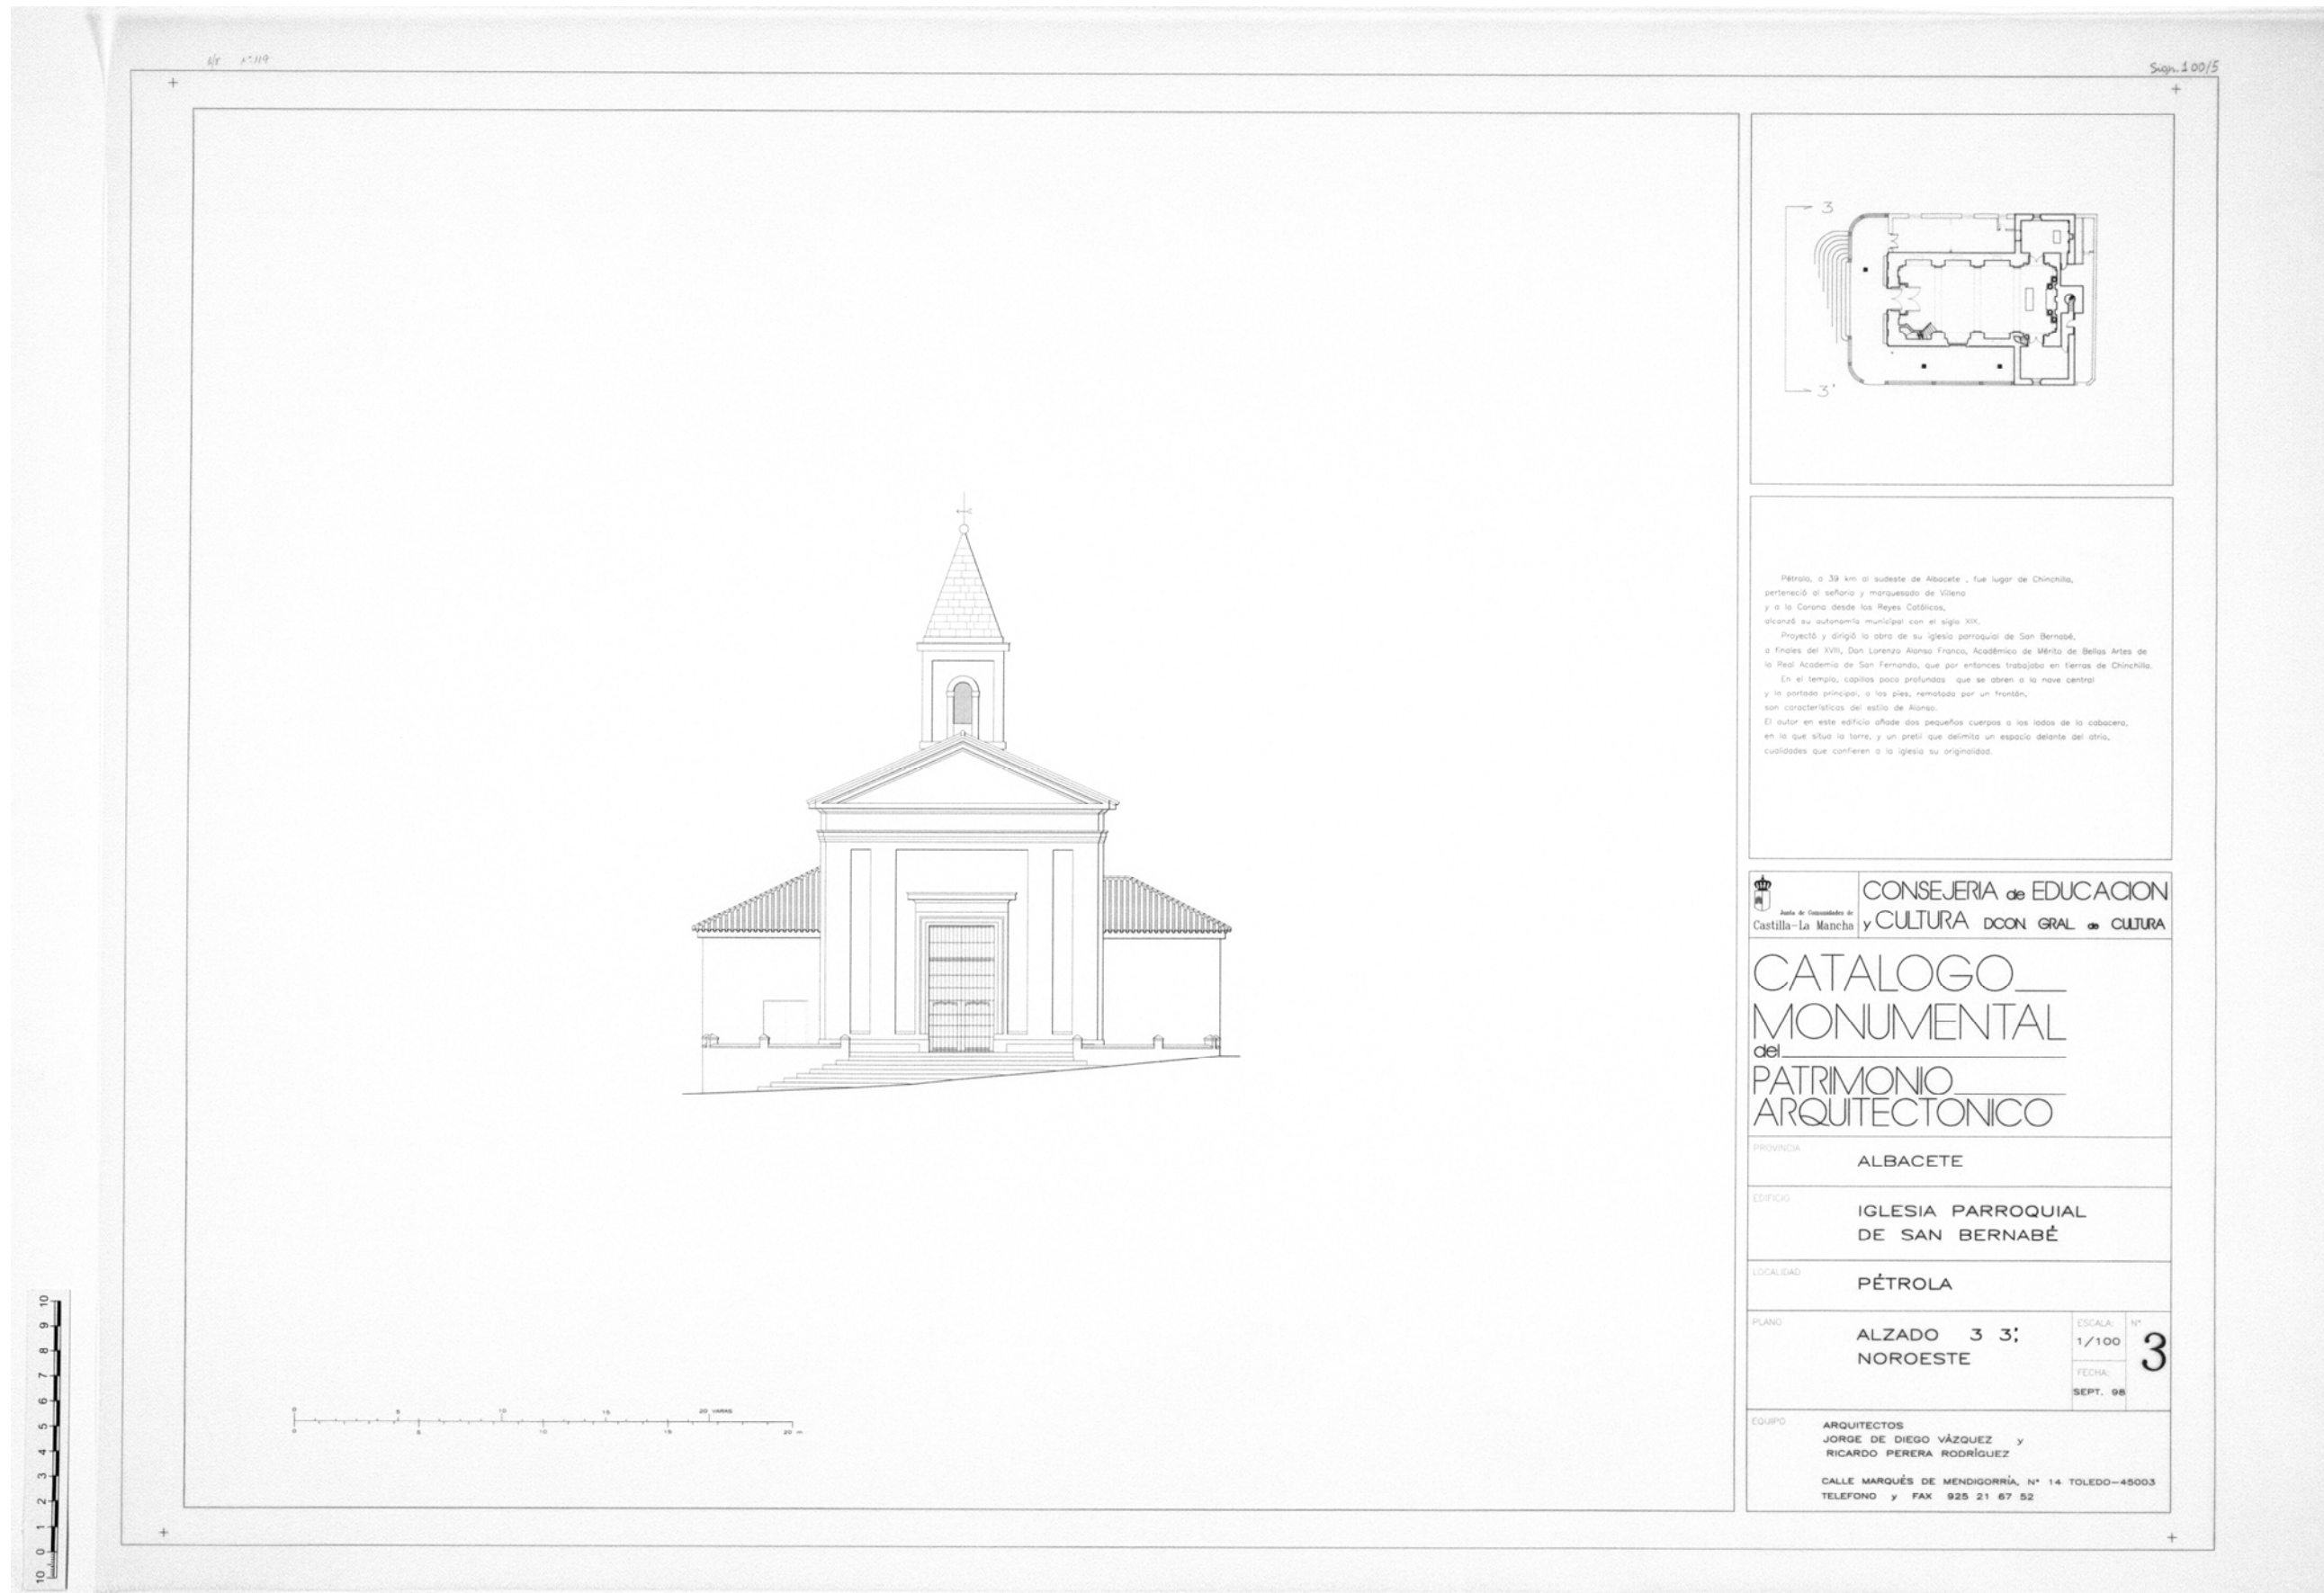 Nº 119
Sign. 100/5
3
3'
Pétrola, a 39 km al sudeste de Albacete , fue lugar de Chinchilla,
perteneció al señorío y marquesado de Villena
y a la Corona desde los Reyes Católicos,
alcanzó su autonomía municipal con el siglo XIX.
Proyectó y dirigió la obra de su iglesia parroquial de San Bernabé,
a finales del XVIII, Don Lorenzo Alonso Franco, Académico de Mérito de Bellas Artes de
la Real Academia de San Fernando, que por entonces trabajaba en tierras de Chinchilla.
En el templo, capillas poco profundas que se abren a la nave central
y la portada principal, a los pies, rematada por un frontón,
son características del estilo de Alonso.
El autor en este edificio añade dos pequeños cuerpos a los lados de la cabecera,
en la que situa la torre, y un pretil que delimita un espacio delante del atrio,
cualidades que confieren a la iglesia su originalidad.
Junta de Comunidades de
Castilla-La Mancha
CONSEJERIA de EDUCACION
y CULTURA DCON. GRAL de CULTURA
CATALOGO
MONUMENTAL
del
PATRIMONIO
ARQUITECTONICO
PROVINCIA
ALBACETE
EDIFICIO
IGLESIA PARROQUIAL
DE SAN BERNABÉ
LOCALIDAD
PÉTROLA
PLANO
ALZADO 3 3';
NOROESTE
ESCALA:
1/100
FECHA:
SEPT. 98
Nº
3
EQUIPO
ARQUITECTOS
JORGE DE DIEGO VÁZQUEZ y
RICARDO PERERA RODRÍGUEZ
CALLE MARQUÉS DE MENDIGORRÍA, Nº 14 TOLEDO-45003
TELEFONO y FAX 925 21 67 52
0 5 10 15 20 VARAS
0 5 10 15 20 m
10 0 1 2 3 4 5 6 7 8 9 10